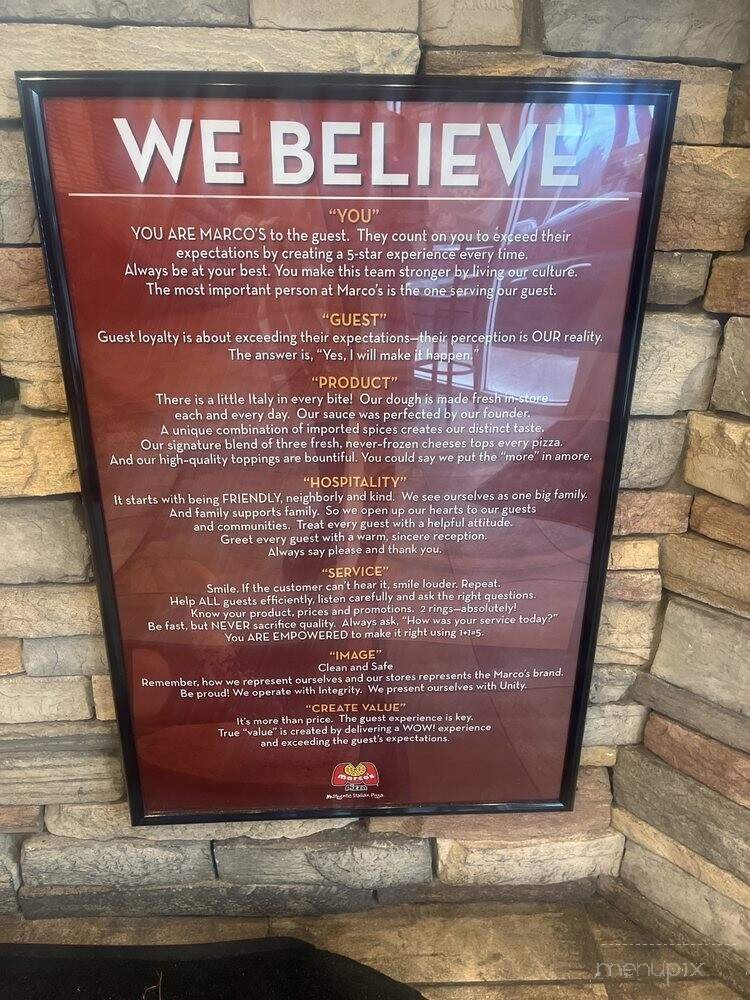 WE BELIEVE
"YOU"
YOU ARE MARCO'S to the guest. They count on you to exceed their
expectations by creating a 5-star experience every time.
Always be at your best. You make this team stronger by living our culture.
The most important person at Marco's is the one serving our guest.
"GUEST"
Guest loyalty is about exceeding their expectations—their perception is OUR reality.
The answer is, "Yes, I will make it happen."
"PRODUCT"
There is a little Italy in every bite! Our dough is made fresh in-store
each and every day. Our sauce was perfected by our founder.
A unique combination of imported spices creates our distinct taste.
Our signature blend of three fresh, never-frozen cheeses tops every pizza.
And our high-quality toppings are bountiful. You could say we put the "more" in amore.
"HOSPITALITY"
It starts with being FRIENDLY, neighborly and kind. We see ourselves as one big family.
And family supports family. So we open up our hearts to our guests
and communities. Treat every guest with a helpful attitude.
Greet every guest with a warm, sincere reception.
Always say please and thank you.
"SERVICE"
Smile. If the customer can't hear it, smile louder. Repeat.
Help ALL guests efficiently, listen carefully and ask the right questions.
Know your product, prices and promotions. 2 rings—absolutely!
Be fast, but NEVER sacrifice quality. Always ask, "How was your service today?"
You ARE EMPOWERED to make it right using 1+1=5.
"IMAGE"
Clean and Safe
Remember, how we represent ourselves and our stores represents the Marco's brand.
Be proud! We operate with Integrity. We present ourselves with Unity.
"CREATE VALUE"
It's more than price. The guest experience is key.
True "value" is created by delivering a WOW! experience
and exceeding the guest's expectations.
Marco's
Pizza
Authentic Italian Pizza
menupix